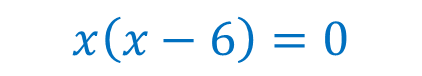 x(x − 6) = 0